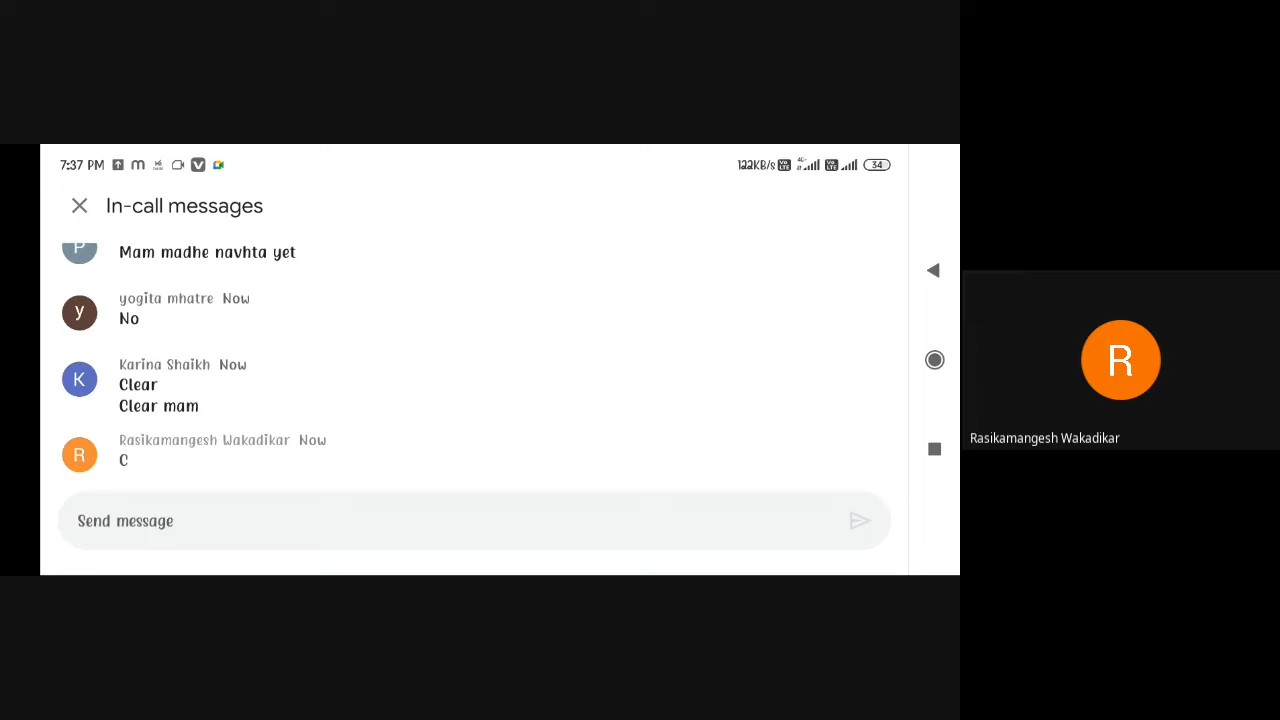 7:37 PM
122KB/s
34
In-call messages
P
Mam madhe navhta yet
y
yogita mhatre Now
No
K
Karina Shaikh Now
Clear
Clear mam
R
Rasikamangesh Wakadikar Now
C
Send message
R
Rasikamangesh Wakadikar